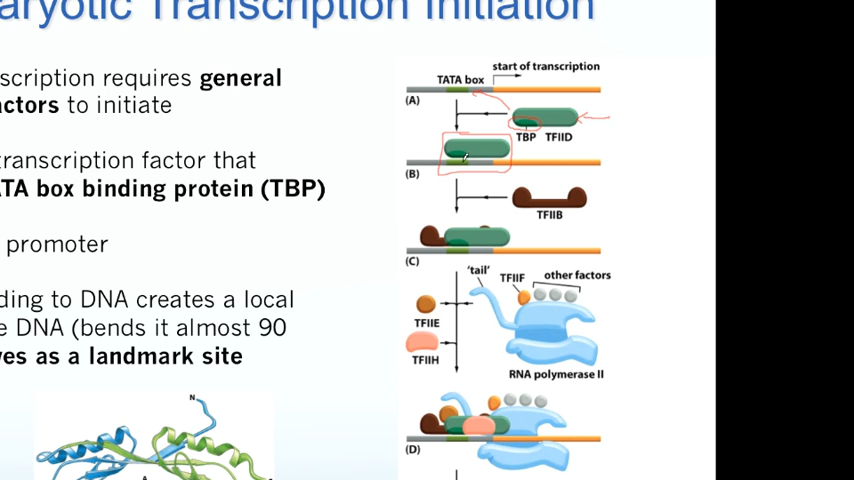 aryotic Transcription Initiation
scription requires general
actors to initiate
transcription factor that
ATA box binding protein (TBP)
promoter
ding to DNA creates a local
e DNA (bends it almost 90
ves as a landmark site
N
A
start of transcription
TATA box
(A)
TBP TFIID
(B)
TFIIB
(C)
'tail'
TFIIF
other factors
TFIIE
TFIIH
RNA polymerase II
(D)